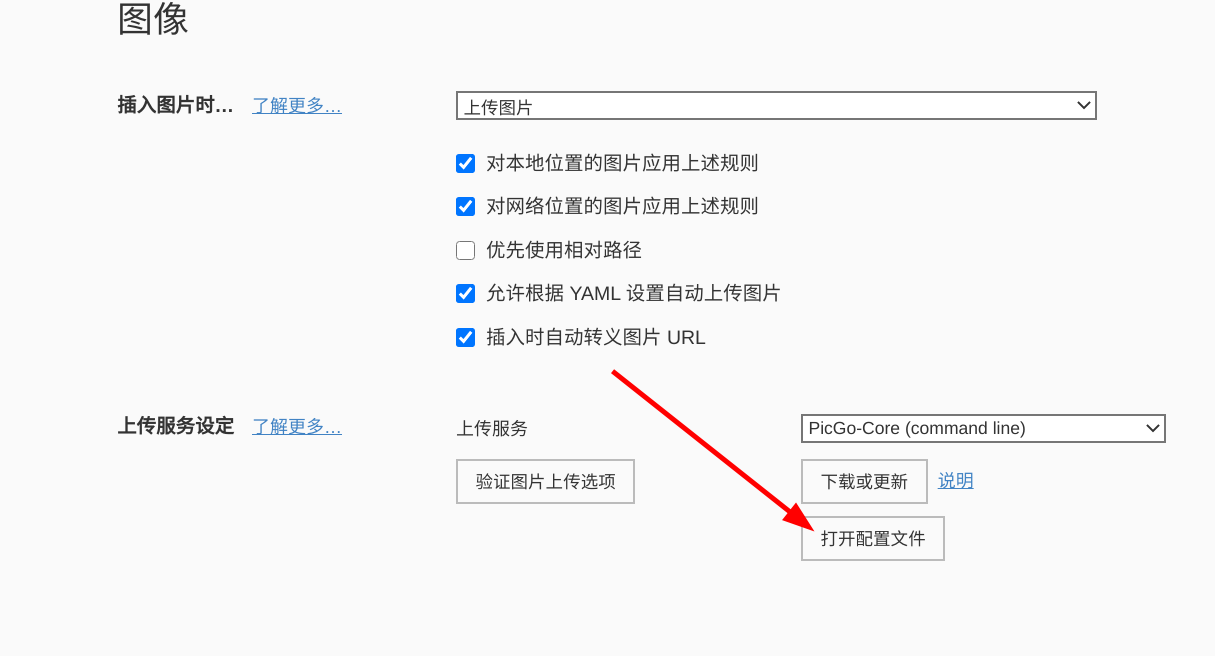 图像
插入图片时... 了解更多... 上传图片
对本地位置的图片应用上述规则
对网络位置的图片应用上述规则
优先使用相对路径
允许根据 YAML 设置自动上传图片
插入时自动转义图片 URL
上传服务设定 了解更多... 上传服务 PicGo-Core (command line)
验证图片上传选项 下载或更新 说明
打开配置文件